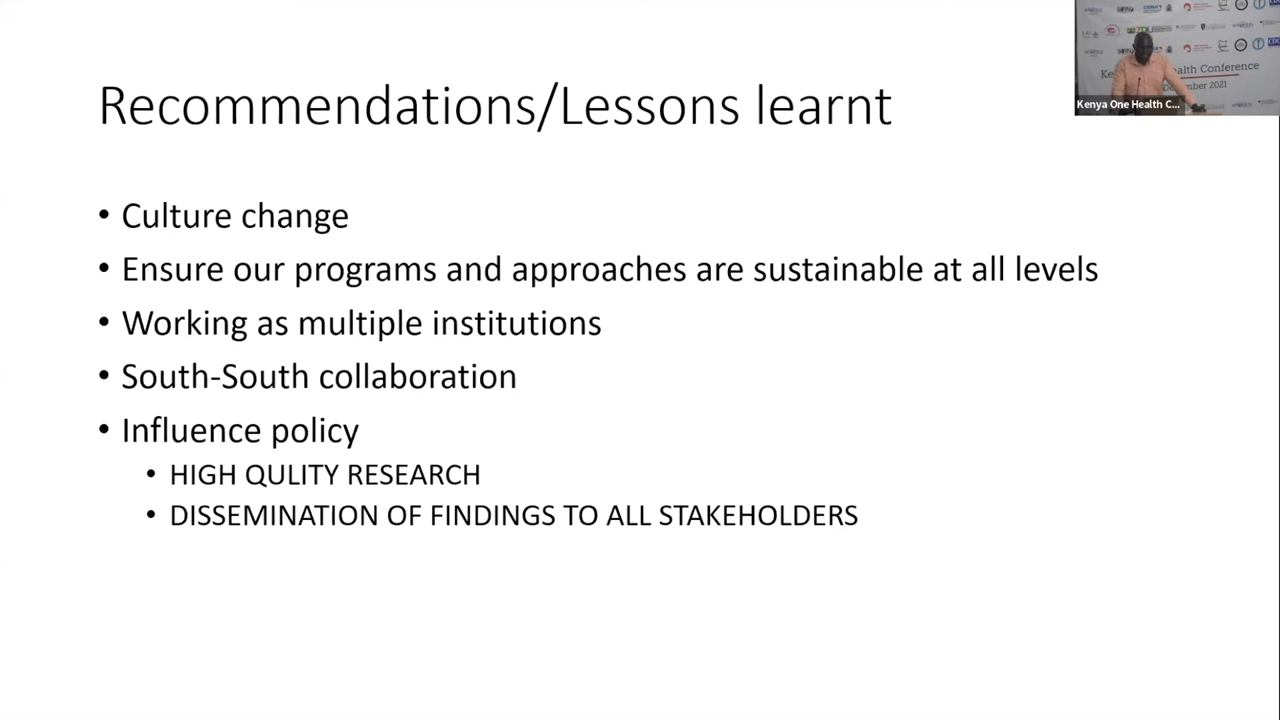 Recommendations/Lessons learnt
• Culture change
• Ensure our programs and approaches are sustainable at all levels
• Working as multiple institutions
• South-South collaboration
• Influence policy
• HIGH QULITY RESEARCH
• DISSEMINATION OF FINDINGS TO ALL STAKEHOLDERS
Health Conference
2021
Kenya One Health C...